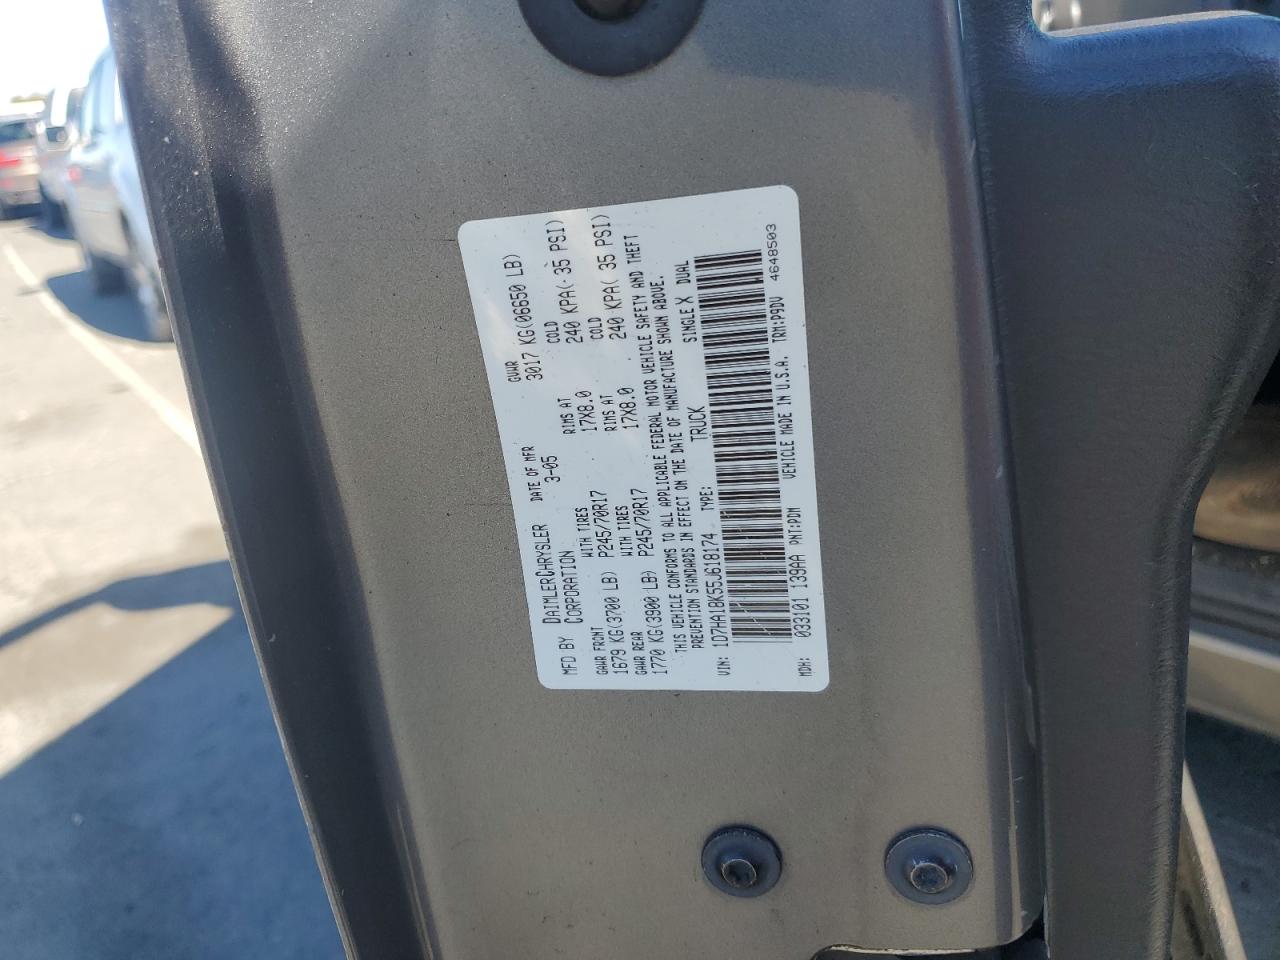 MFD BY DAIMLERCHRYSLER CORPORATION DATE OF MFR 3-05 GVWR 3017 KG(06650 LB)
GAWR FRONT WITH TIRES RIMS AT COLD
1679 KG(3700 LB) P245/70R17 17X8.0 240 KPA( 35 PSI)
GAWR REAR WITH TIRES RIMS AT COLD
1770 KG(3900 LB) P245/70R17 17X8.0 240 KPA( 35 PSI)
THIS VEHICLE CONFORMS TO ALL APPLICABLE FEDERAL MOTOR VEHICLE SAFETY AND THEFT
PREVENTION STANDARDS IN EFFECT ON THE DATE OF MANUFACTURE SHOWN ABOVE.
VIN: 1D7HA18K55J618174 TYPE: TRUCK SINGLE X DUAL
MDH: 033101 139AA PNT:PDM VEHICLE MADE IN U.S.A. TRM:P9DV 4648503